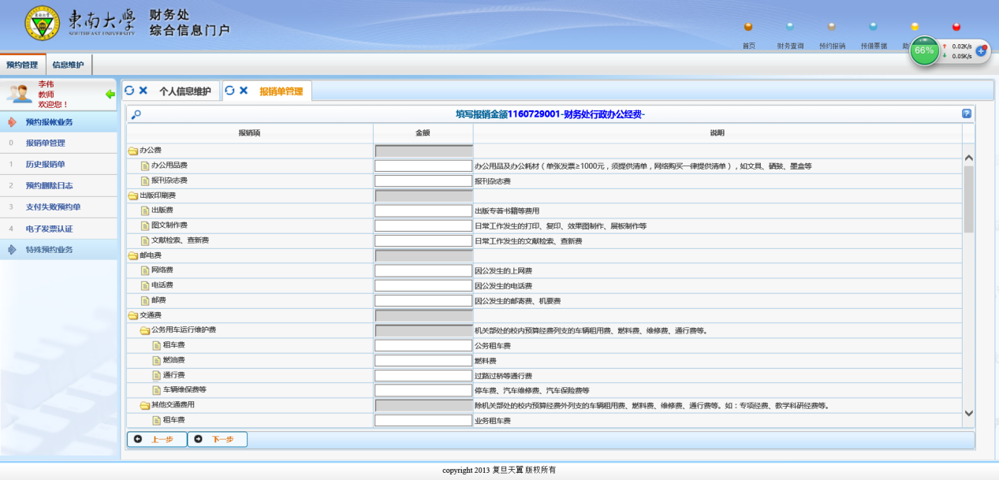 東南大學
SOUTHEAST UNIVERSITY
财务处
综合信息门户
首页 财务查询 预约报销 预借票据 助
66%
0.02K/s
0.05K/s
预约管理 信息维护
李伟
教师
欢迎您！
个人信息维护 报销单管理
预约报帐业务
0 报销单管理
1 历史报销单
2 预约删除日志
3 支付失败预约单
4 电子发票认证
特殊预约业务
填写报销金额1160729001-财务处行政办公经费-
报销项 金额 说明
办公费
办公用品费 办公用品及办公耗材（单张发票≥1000元，须提供清单，网络购买一律提供清单），如文具、硒鼓、墨盒等
报刊杂志费 报刊杂志费
出版印刷费
出版费 出版专著书籍等费用
图文制作费 日常工作发生的打印、复印、效果图制作、展板制作等
文献检索、查新费 日常工作发生的文献检索、查新费
邮电费
网络费 因公发生的上网费
电话费 因公发生的电话费
邮费 因公发生的邮寄费、机要费
交通费
公务用车运行维护费 机关部处的校内预算经费列支的车辆租用费、燃料费、维修费、通行费等。
租车费 公务租车费
燃油费 燃料费
通行费 过路过桥等通行费
车辆维保费等 停车费、汽车维修费、汽车保险费等
其他交通费用 除机关部处的校内预算经费外列支的车辆租用费、燃料费、维修费、通行费等。如：专项经费、教学科研经费等。
租车费 业务租车费
上一步 下一步
copyright 2013 复旦天翼 版权所有